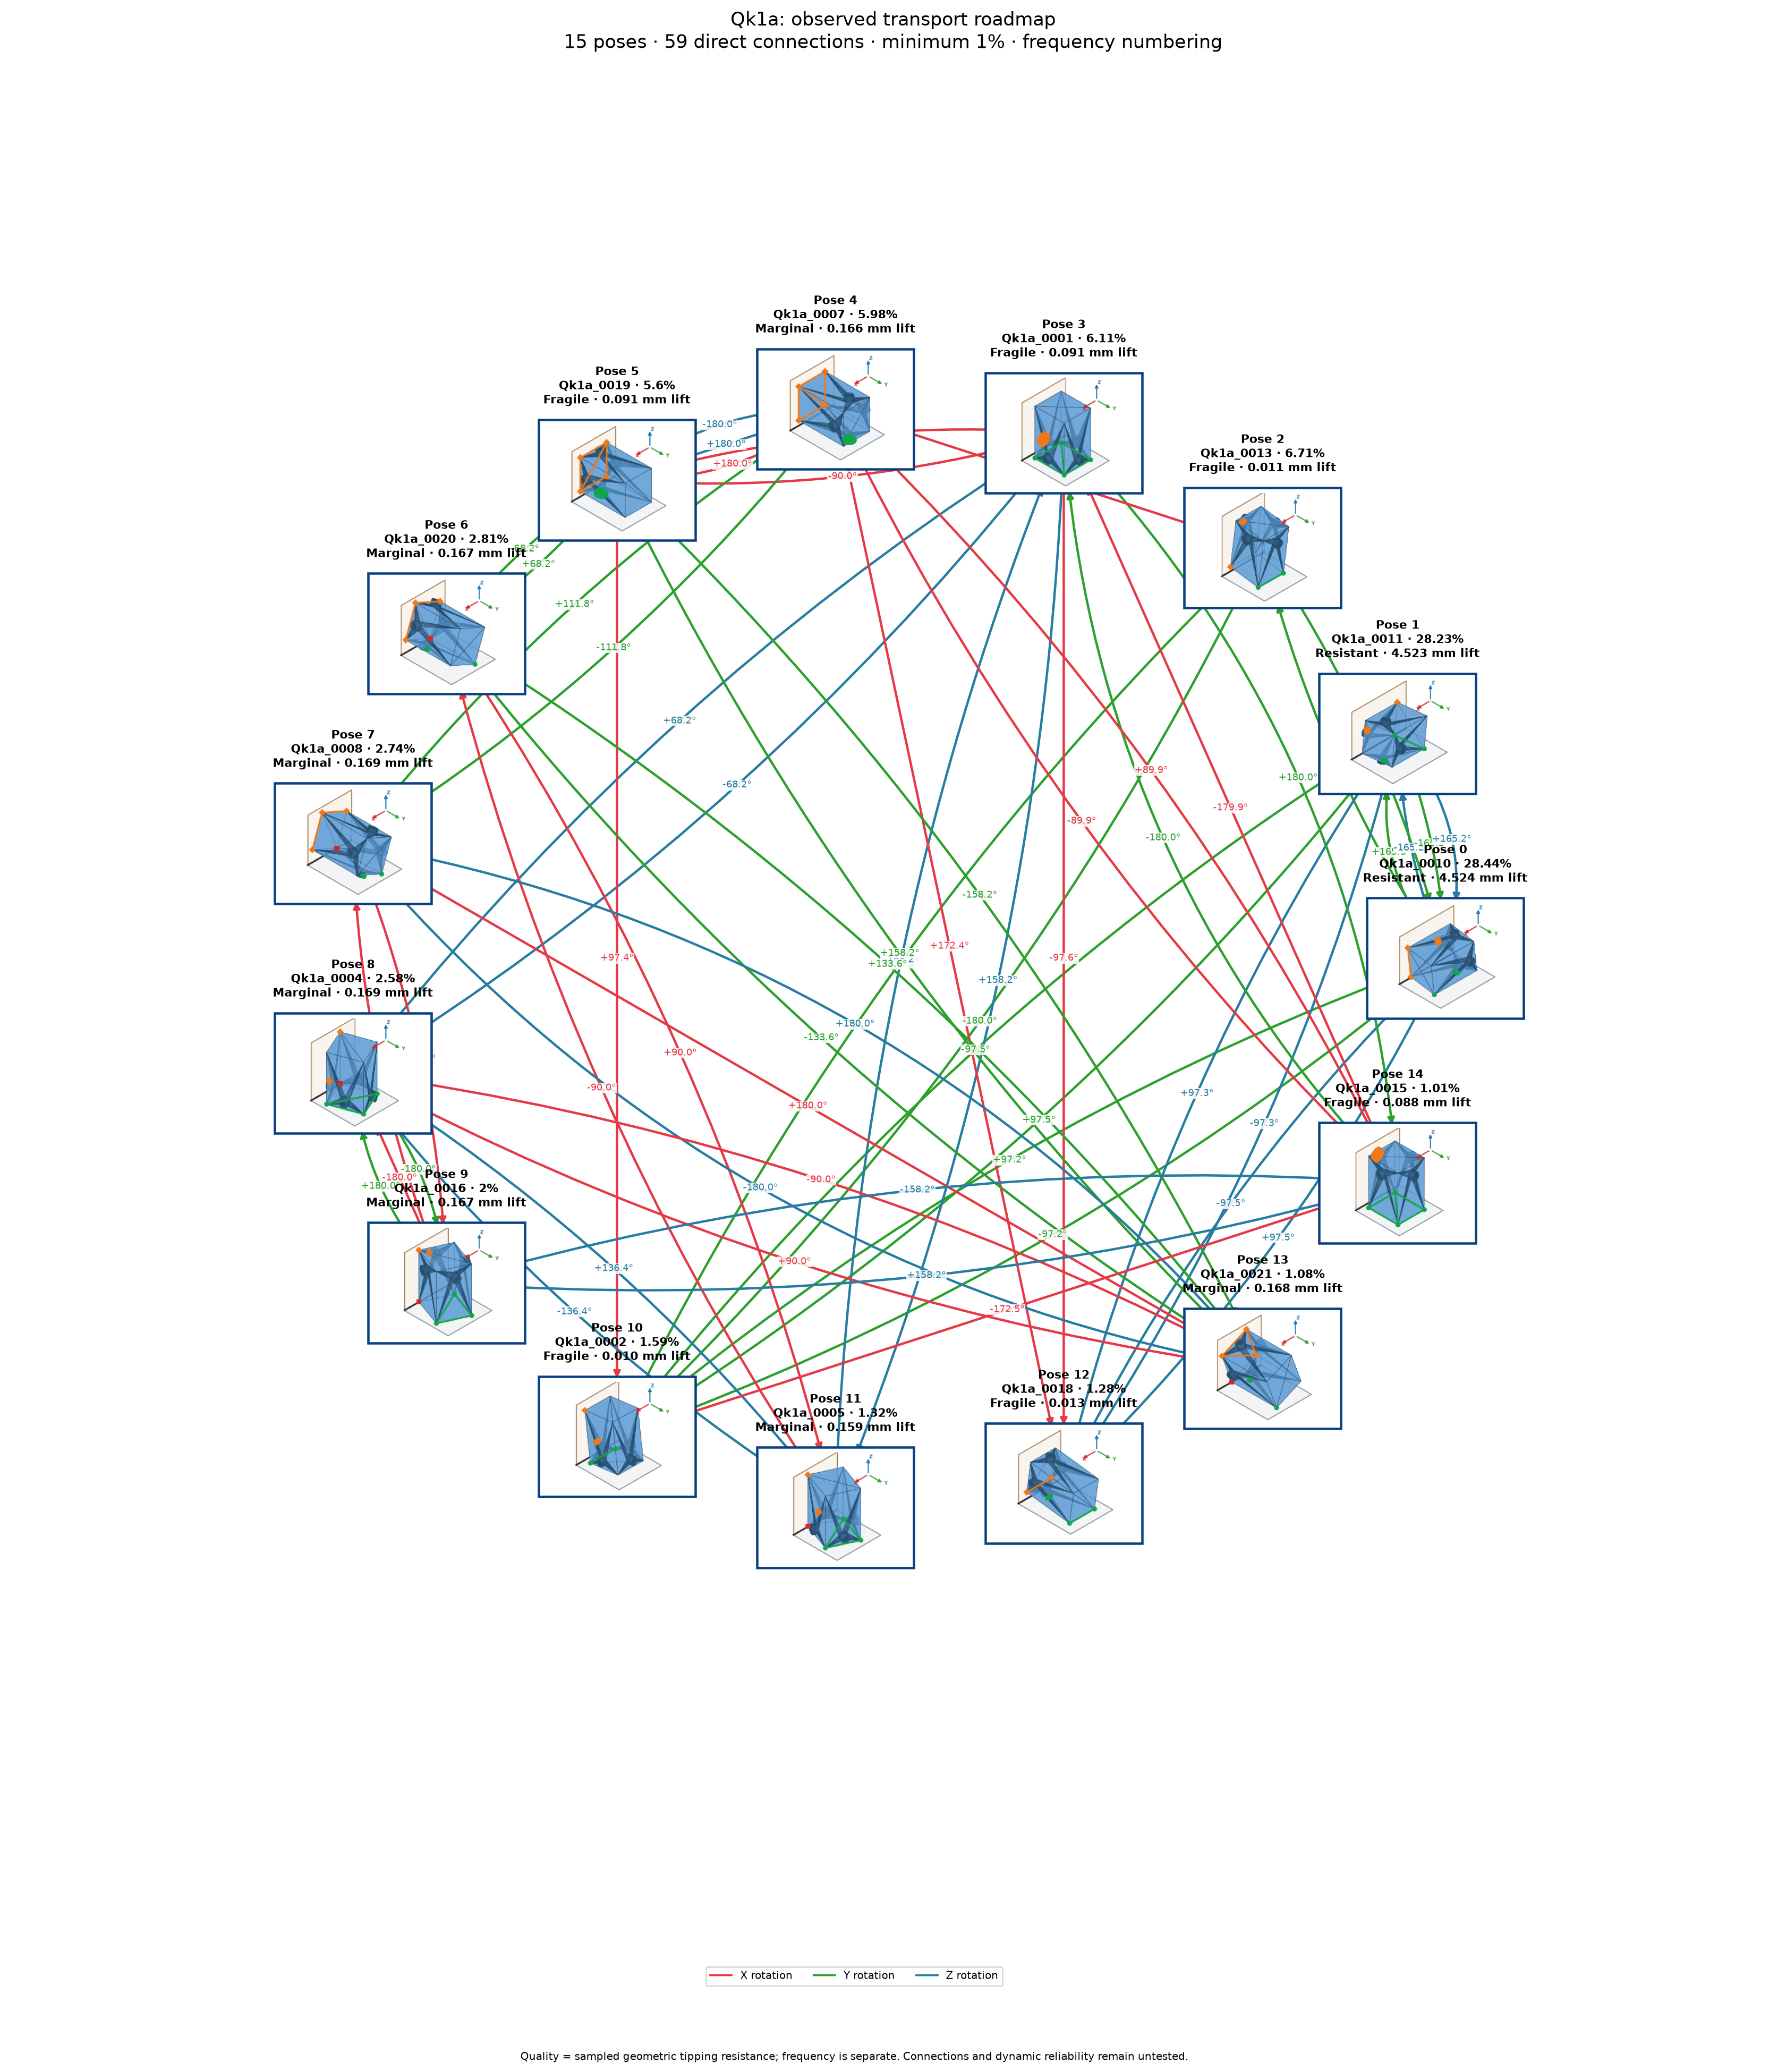 Qk1a: observed transport roadmap
15 poses · 59 direct connections · minimum 1% · frequency numbering
Pose 4
Qk1a_0007 · 5.98%
Marginal · 0.166 mm lift
Pose 3
Qk1a_0001 · 6.11%
Fragile · 0.091 mm lift
Pose 5
Qk1a_0019 · 5.6%
Fragile · 0.091 mm lift
Pose 2
Qk1a_0013 · 6.71%
Fragile · 0.011 mm lift
Pose 6
Qk1a_0020 · 2.81%
Marginal · 0.167 mm lift
Pose 1
Qk1a_0011 · 28.23%
Resistant · 4.523 mm lift
Pose 7
Qk1a_0008 · 2.74%
Marginal · 0.169 mm lift
Pose 0
Qk1a_0010 · 28.44%
Resistant · 4.524 mm lift
Pose 8
Qk1a_0004 · 2.58%
Marginal · 0.169 mm lift
Pose 14
Qk1a_0015 · 1.01%
Fragile · 0.088 mm lift
Pose 9
Qk1a_0016 · 2%
Marginal · 0.167 mm lift
Pose 13
Qk1a_0021 · 1.08%
Marginal · 0.168 mm lift
Pose 10
Qk1a_0002 · 1.59%
Fragile · 0.010 mm lift
Pose 11
Qk1a_0005 · 1.32%
Marginal · 0.159 mm lift
Pose 12
Qk1a_0018 · 1.28%
Fragile · 0.013 mm lift
-180.0°
+180.0°
+180.0°
-90.0°
+68.2°
+111.8°
-111.8°
+68.2°
-68.2°
+89.9°
-89.9°
-179.9°
+180.0°
-180.0°
+165.2°
-158.2°
+158.2°
+133.6°
+172.4°
-97.6°
+97.4°
+158.2°
-180.0°
+180.0°
-133.6°
-97.5°
+90.0°
-90.0°
+180.0°
+97.3°
-97.3°
+97.5°
+97.2°
-180.0°
-180.0°
+180.0°
-90.0°
-180.0°
-158.2°
-97.5°
-97.2°
+97.5°
+90.0°
+136.4°
+158.2°
-136.4°
-172.5°
X rotation
Y rotation
Z rotation
Quality = sampled geometric tipping resistance; frequency is separate. Connections and dynamic reliability remain untested.